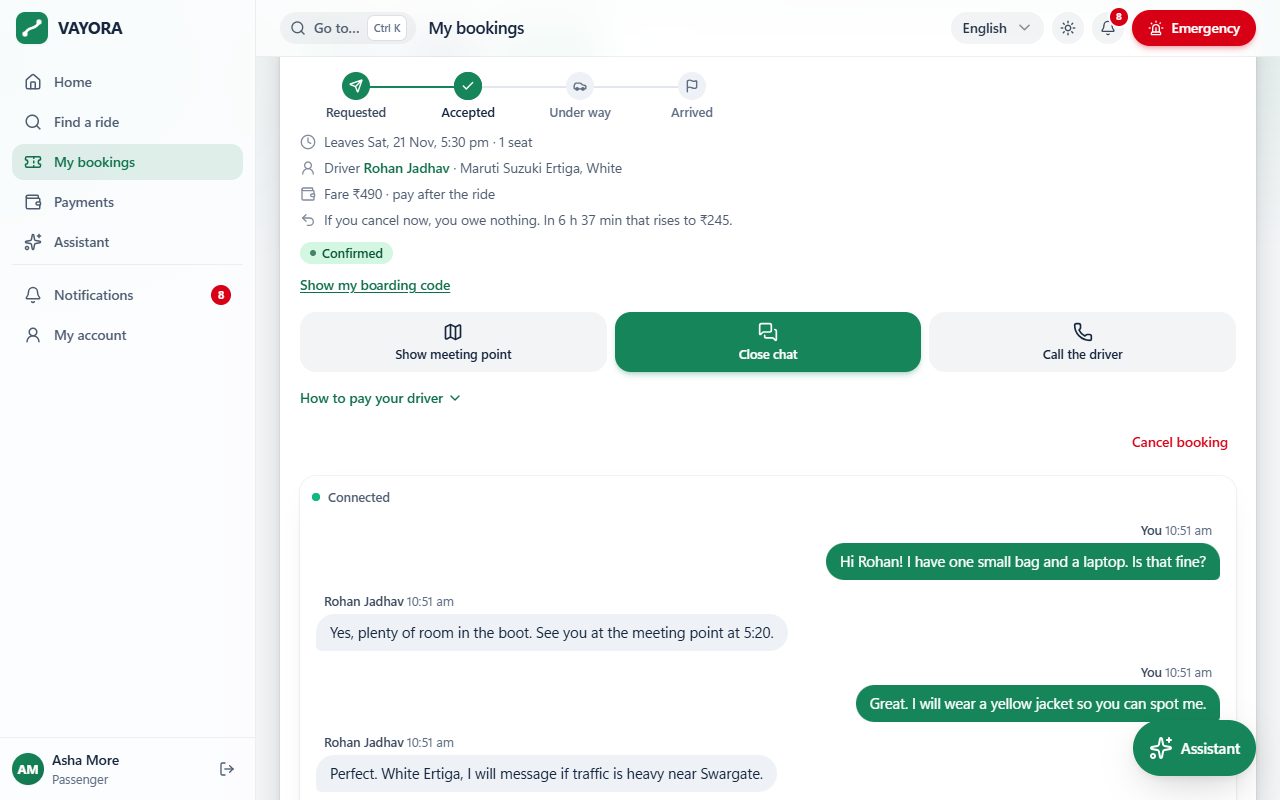 VAYORA
Go to... Ctrl K
My bookings
English
8
Emergency
Home
Find a ride
My bookings
Payments
Assistant
Notifications 8
My account
Asha More
Passenger
AM
Requested
Accepted
Under way
Arrived
Leaves Sat, 21 Nov, 5:30 pm · 1 seat
Driver Rohan Jadhav · Maruti Suzuki Ertiga, White
Fare ₹490 · pay after the ride
If you cancel now, you owe nothing. In 6 h 37 min that rises to ₹245.
Confirmed
Show my boarding code
Show meeting point
Close chat
Call the driver
How to pay your driver
Cancel booking
Connected
You 10:51 am
Hi Rohan! I have one small bag and a laptop. Is that fine?
Rohan Jadhav 10:51 am
Yes, plenty of room in the boot. See you at the meeting point at 5:20.
You 10:51 am
Great. I will wear a yellow jacket so you can spot me.
Rohan Jadhav 10:51 am
Perfect. White Ertiga, I will message if traffic is heavy near Swargate.
Assistant